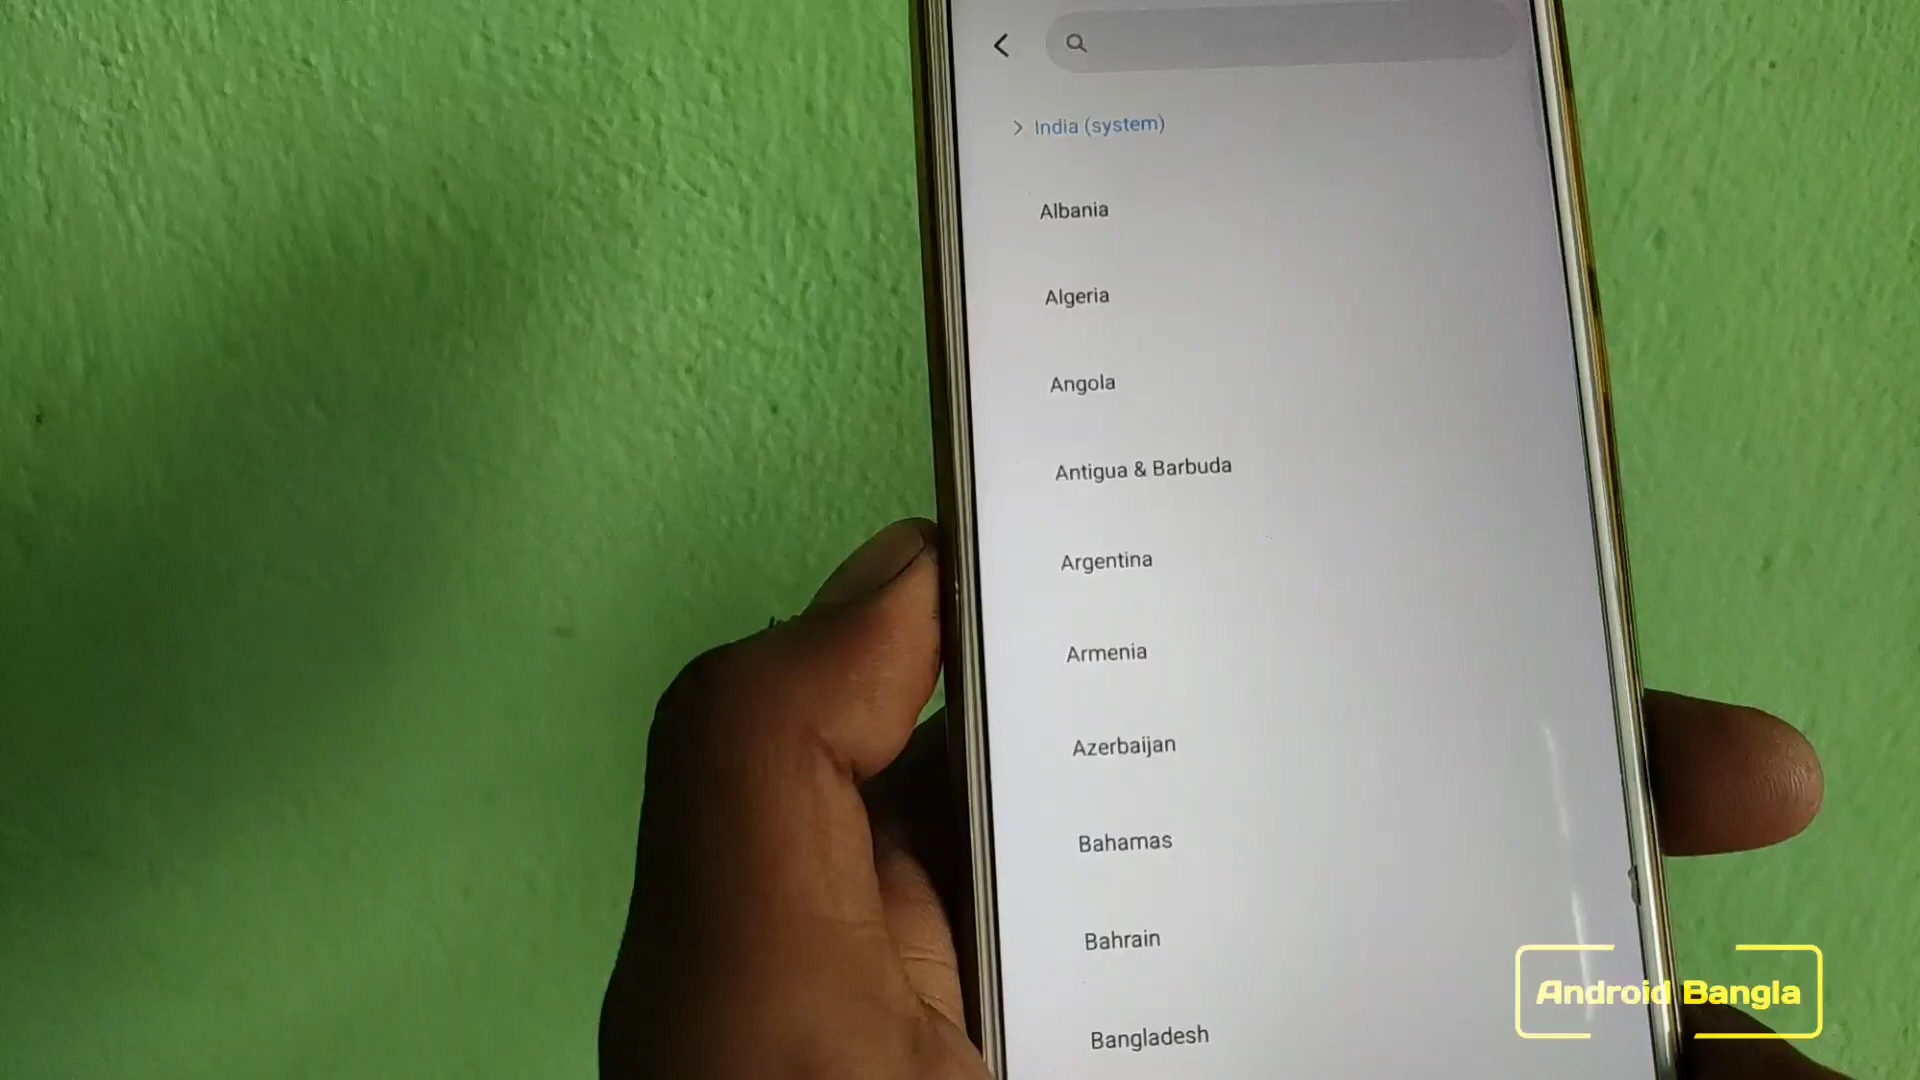 India (system)
Albania
Algeria
Angola
Antigua & Barbuda
Argentina
Armenia
Azerbaijan
Bahamas
Bahrain
Android Bangla
Bangladesh